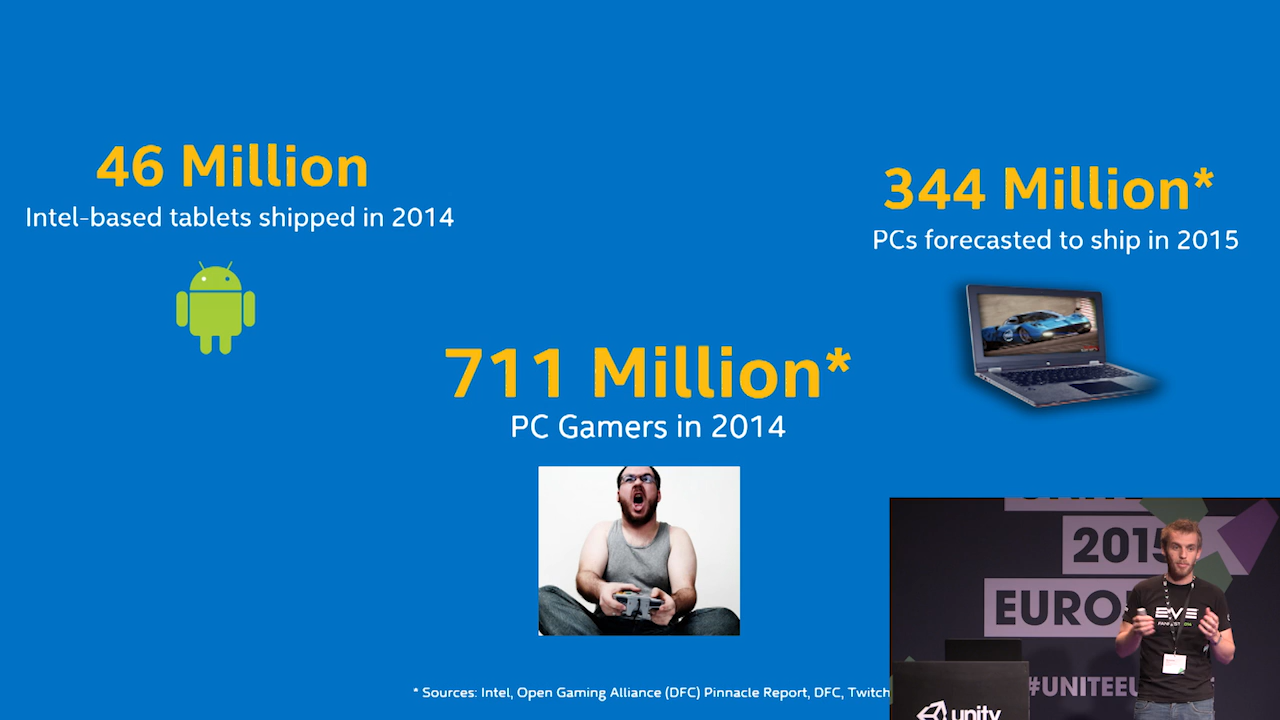 46 Million
Intel-based tablets shipped in 2014
344 Million*
PCs forecasted to ship in 2015
711 Million*
PC Gamers in 2014
* Sources: Intel, Open Gaming Alliance (DFC) Pinnacle Report, DFC, Twitch
2015
EVE
unity